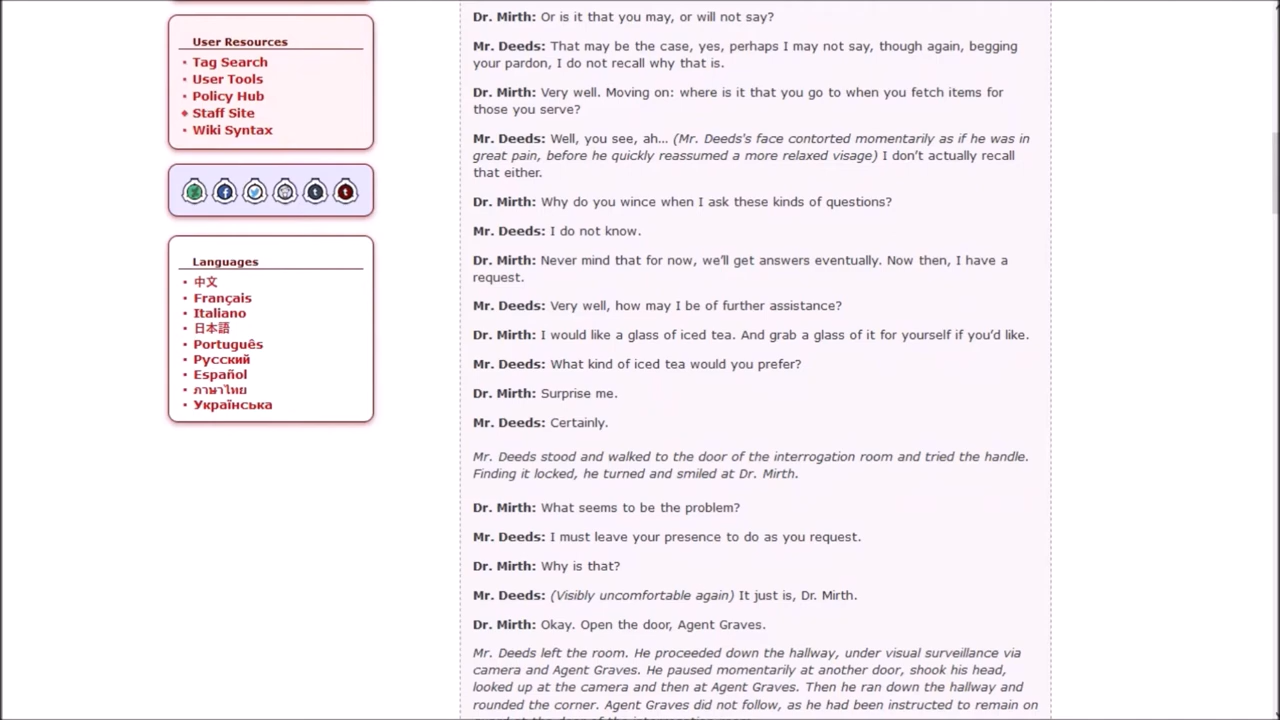 User Resources
Tag Search
User Tools
Policy Hub
Staff Site
Wiki Syntax
Languages
中文
Français
Italiano
日本語
Português
Русский
Español
ภาษาไทย
Українська
Dr. Mirth: Or is it that you may, or will not say?
Mr. Deeds: That may be the case, yes, perhaps I may not say, though again, begging
your pardon, I do not recall why that is.
Dr. Mirth: Very well. Moving on: where is it that you go to when you fetch items for
those you serve?
Mr. Deeds: Well, you see, ah... (Mr. Deeds's face contorted momentarily as if he was in
great pain, before he quickly reassumed a more relaxed visage) I don't actually recall
that either.
Dr. Mirth: Why do you wince when I ask these kinds of questions?
Mr. Deeds: I do not know.
Dr. Mirth: Never mind that for now, we'll get answers eventually. Now then, I have a
request.
Mr. Deeds: Very well, how may I be of further assistance?
Dr. Mirth: I would like a glass of iced tea. And grab a glass of it for yourself if you'd like.
Mr. Deeds: What kind of iced tea would you prefer?
Dr. Mirth: Surprise me.
Mr. Deeds: Certainly.
Mr. Deeds stood and walked to the door of the interrogation room and tried the handle.
Finding it locked, he turned and smiled at Dr. Mirth.
Dr. Mirth: What seems to be the problem?
Mr. Deeds: I must leave your presence to do as you request.
Dr. Mirth: Why is that?
Mr. Deeds: (Visibly uncomfortable again) It just is, Dr. Mirth.
Dr. Mirth: Okay. Open the door, Agent Graves.
Mr. Deeds left the room. He proceeded down the hallway, under visual surveillance via
camera and Agent Graves. He paused momentarily at another door, shook his head,
looked up at the camera and then at Agent Graves. Then he ran down the hallway and
rounded the corner. Agent Graves did not follow, as he had been instructed to remain on